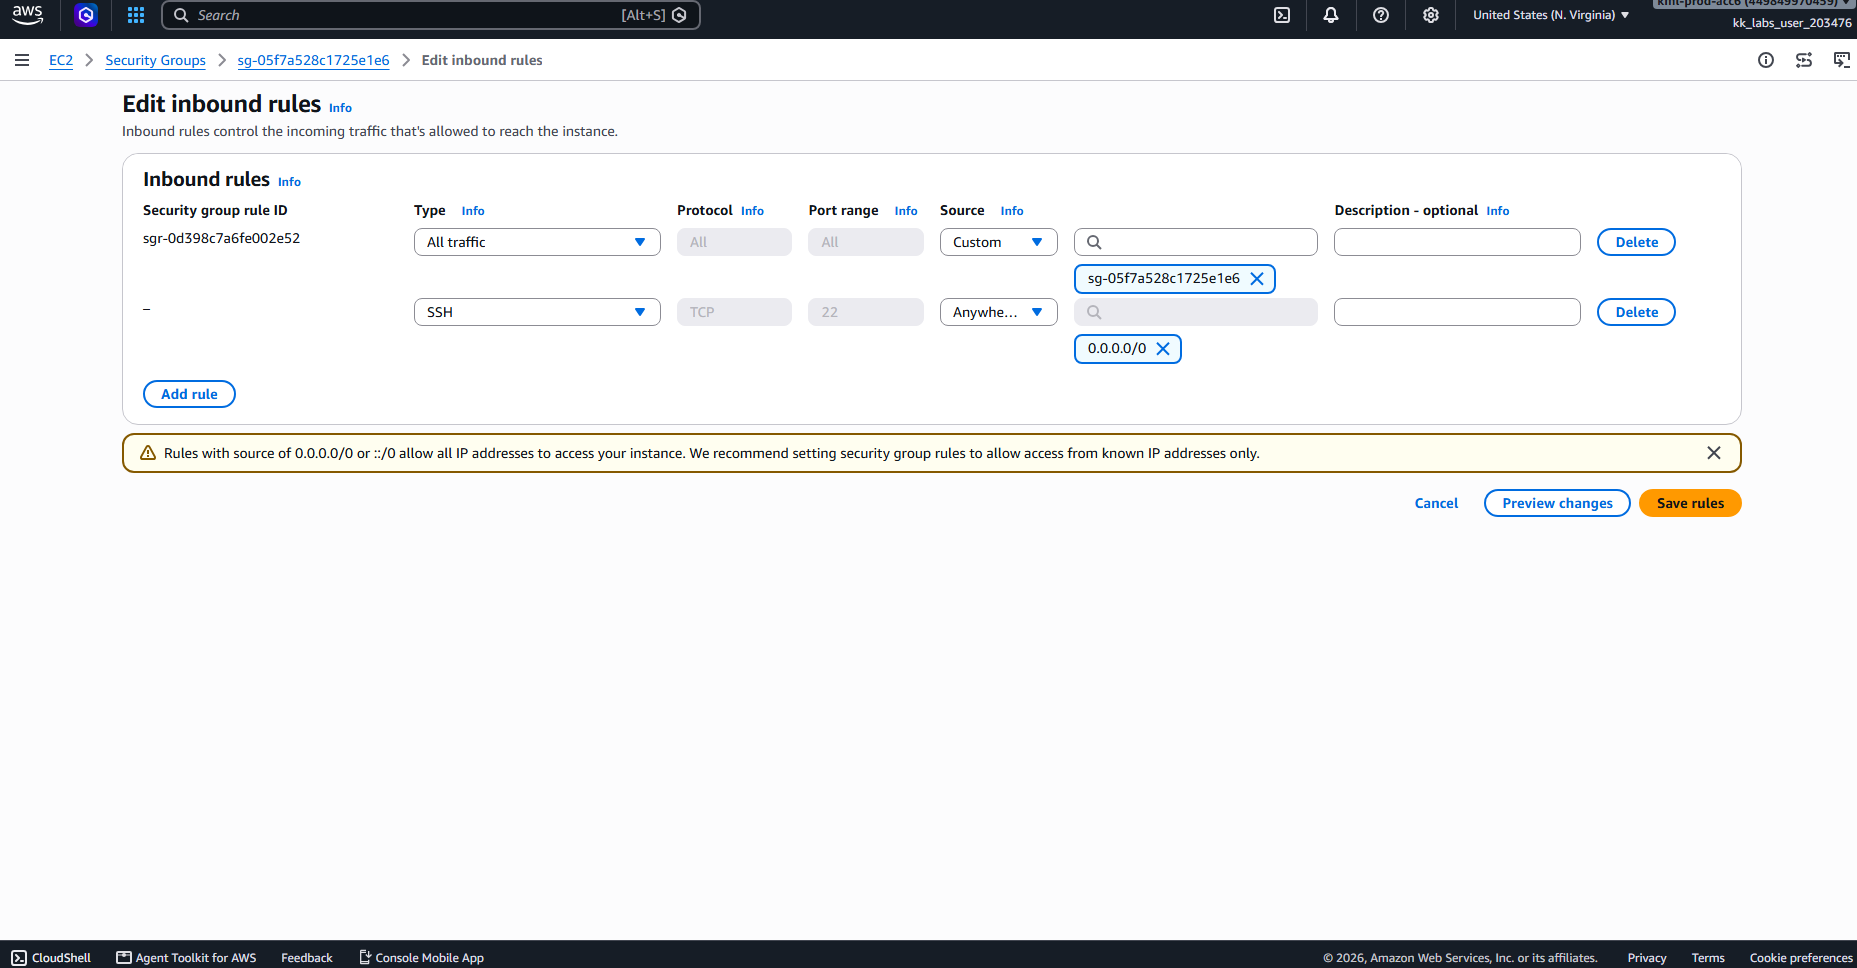 aws
Search [Alt+S]
United States (N. Virginia)
kk_labs_user_203476
EC2 Security Groups sg-05f7a528c1725e1e6 Edit inbound rules
Edit inbound rules Info
Inbound rules control the incoming traffic that's allowed to reach the instance.
Inbound rules Info
Security group rule ID Type Info Protocol Info Port range Info Source Info Description - optional Info
sgr-0d398c7a6fe002e52 All traffic All All Custom Delete
sg-05f7a528c1725e1e6
– SSH TCP 22 Anywhe... Delete
0.0.0.0/0
Add rule
Rules with source of 0.0.0.0/0 or ::/0 allow all IP addresses to access your instance. We recommend setting security group rules to allow access from known IP addresses only.
Cancel Preview changes Save rules
CloudShell Agent Toolkit for AWS Feedback Console Mobile App © 2026, Amazon Web Services, Inc. or its affiliates. Privacy Terms Cookie preferences